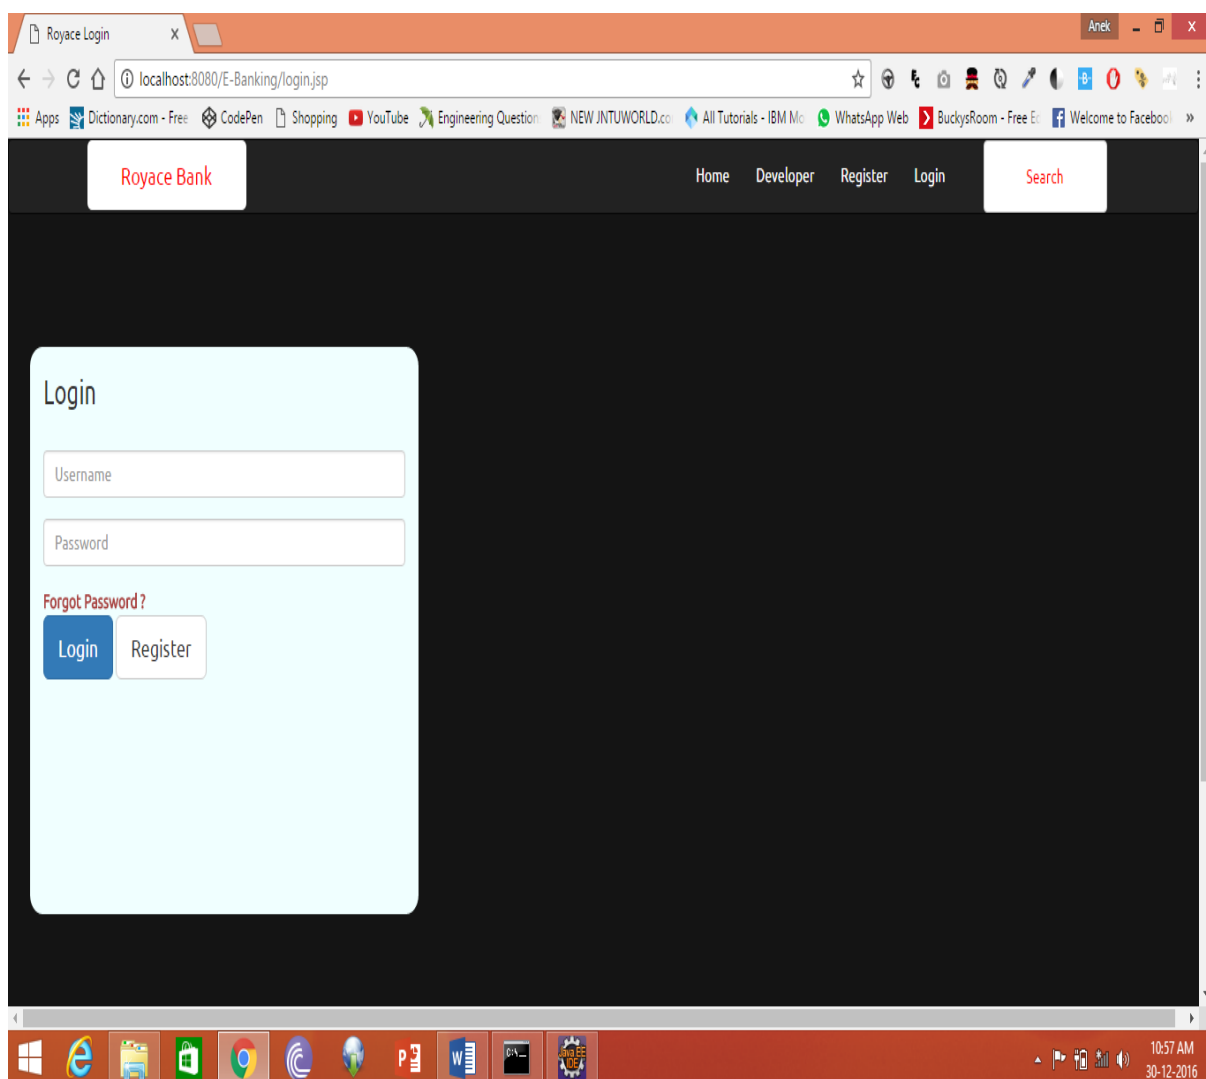 Royace Login
Anek
localhost:8080/E-Banking/login.jsp
Apps Dictionary.com - Free CodePen Shopping YouTube Engineering Question NEW JNTUWORLD.co All Tutorials - IBM Mo WhatsApp Web BuckysRoom - Free Ec Welcome to Facebool »
Royace Bank Home Developer Register Login Search
Login
Username
Password
Forgot Password ?
Login Register
10:57 AM
30-12-2016